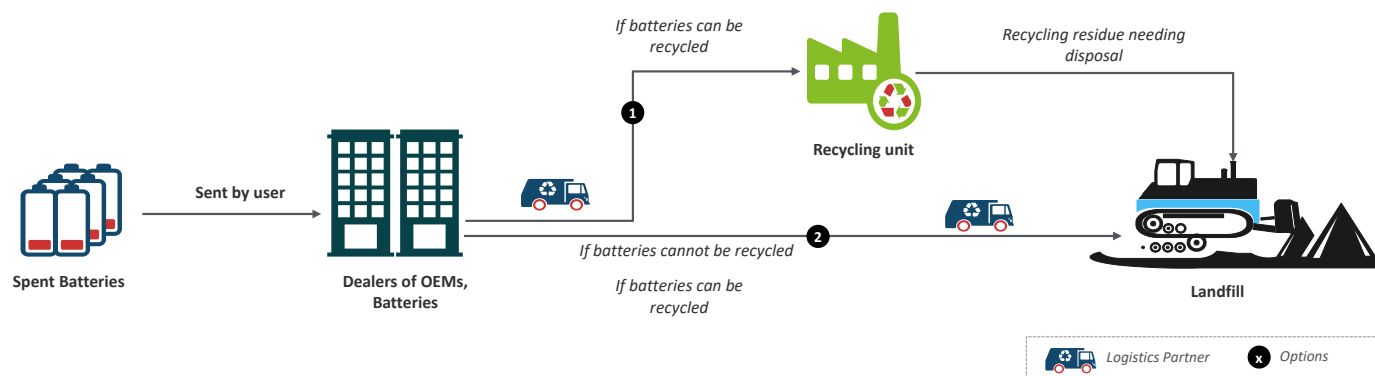 If batteries can be
recycled
Recycling residue needing
disposal
1
Recycling unit
Sent by user
2
If batteries cannot be recycled
Spent Batteries
Dealers of OEMs,
Batteries
If batteries can be
recycled
Landfill
Logistics Partner
x
Options